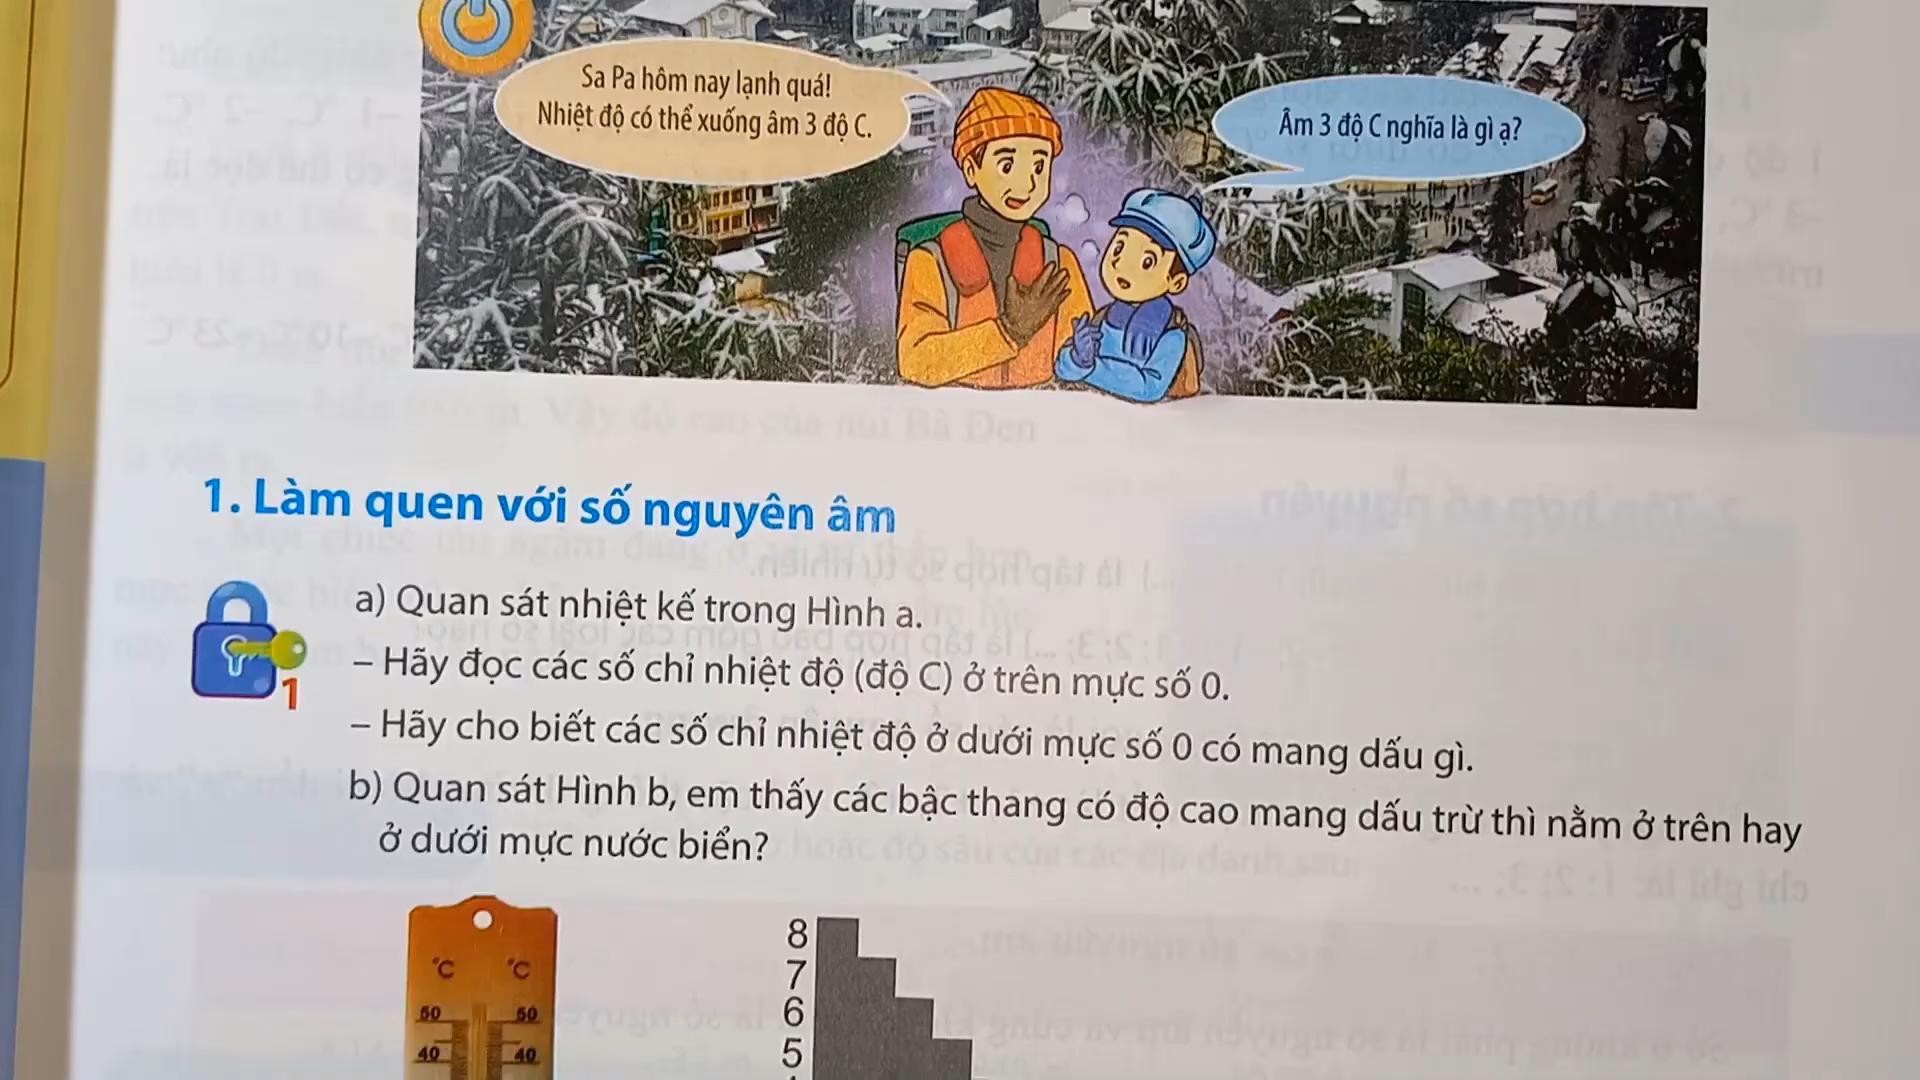 Sa Pa hôm nay lạnh quá!
Nhiệt độ có thể xuống âm 3 độ C.
Âm 3 độ C nghĩa là gì ạ?
1. Làm quen với số nguyên âm
1
a) Quan sát nhiệt kế trong Hình a.
– Hãy đọc các số chỉ nhiệt độ (độ C) ở trên mực số 0.
– Hãy cho biết các số chỉ nhiệt độ ở dưới mực số 0 có mang dấu gì.
b) Quan sát Hình b, em thấy các bậc thang có độ cao mang dấu trừ thì nằm ở trên hay
ở dưới mực nước biển?
°C °C
50 50
40 40
8
7
6
5